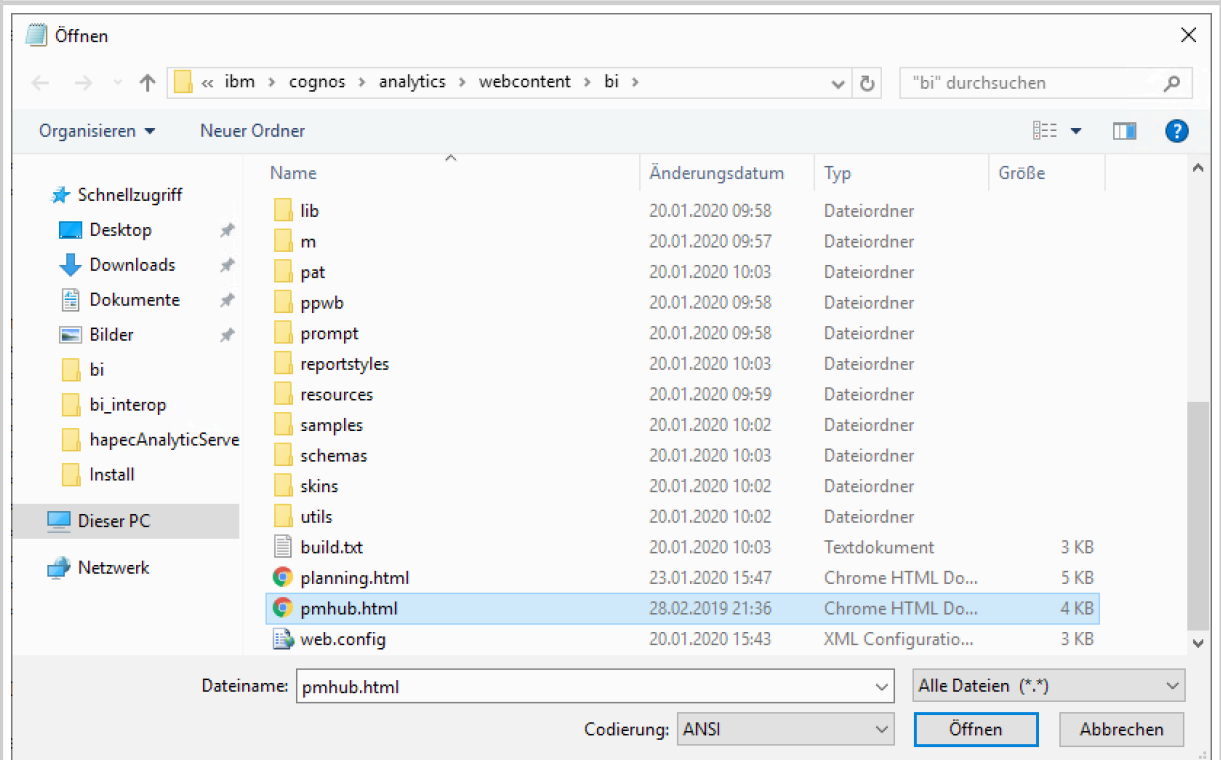 Öffnen
« ibm > cognos > analytics > webcontent > bi >
"bi" durchsuchen
Organisieren Neuer Ordner
?
Schnellzugriff
Desktop
Downloads
Dokumente
Bilder
bi
bi_interop
hapecAnalyticServe
Install
Dieser PC
Netzwerk
Name Änderungsdatum Typ Größe
lib 20.01.2020 09:58 Dateiordner
m 20.01.2020 09:57 Dateiordner
pat 20.01.2020 10:03 Dateiordner
ppwb 20.01.2020 09:58 Dateiordner
prompt 20.01.2020 09:58 Dateiordner
reportstyles 20.01.2020 10:03 Dateiordner
resources 20.01.2020 09:59 Dateiordner
samples 20.01.2020 10:02 Dateiordner
schemas 20.01.2020 10:03 Dateiordner
skins 20.01.2020 10:02 Dateiordner
utils 20.01.2020 10:02 Dateiordner
build.txt 20.01.2020 10:03 Textdokument 3 KB
planning.html 23.01.2020 15:47 Chrome HTML Do... 5 KB
pmhub.html 28.02.2019 21:36 Chrome HTML Do... 4 KB
web.config 20.01.2020 15:43 XML Configuratio... 3 KB
Dateiname: pmhub.html Alle Dateien (*.*)
Codierung: ANSI Öffnen Abbrechen